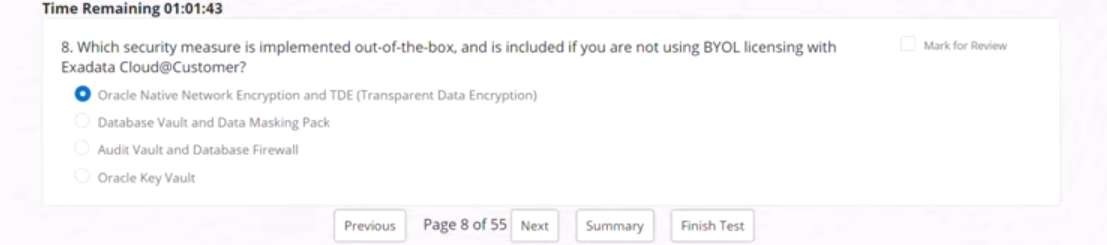 Time Remaining 01:01:43
8. Which security measure is implemented out-of-the-box, and is included if you are not using BYOL licensing with
Exadata Cloud@Customer?
Mark for Review
Oracle Native Network Encryption and TDE (Transparent Data Encryption)
Database Vault and Data Masking Pack
Audit Vault and Database Firewall
Oracle Key Vault
Previous Page 8 of 55 Next Summary Finish Test